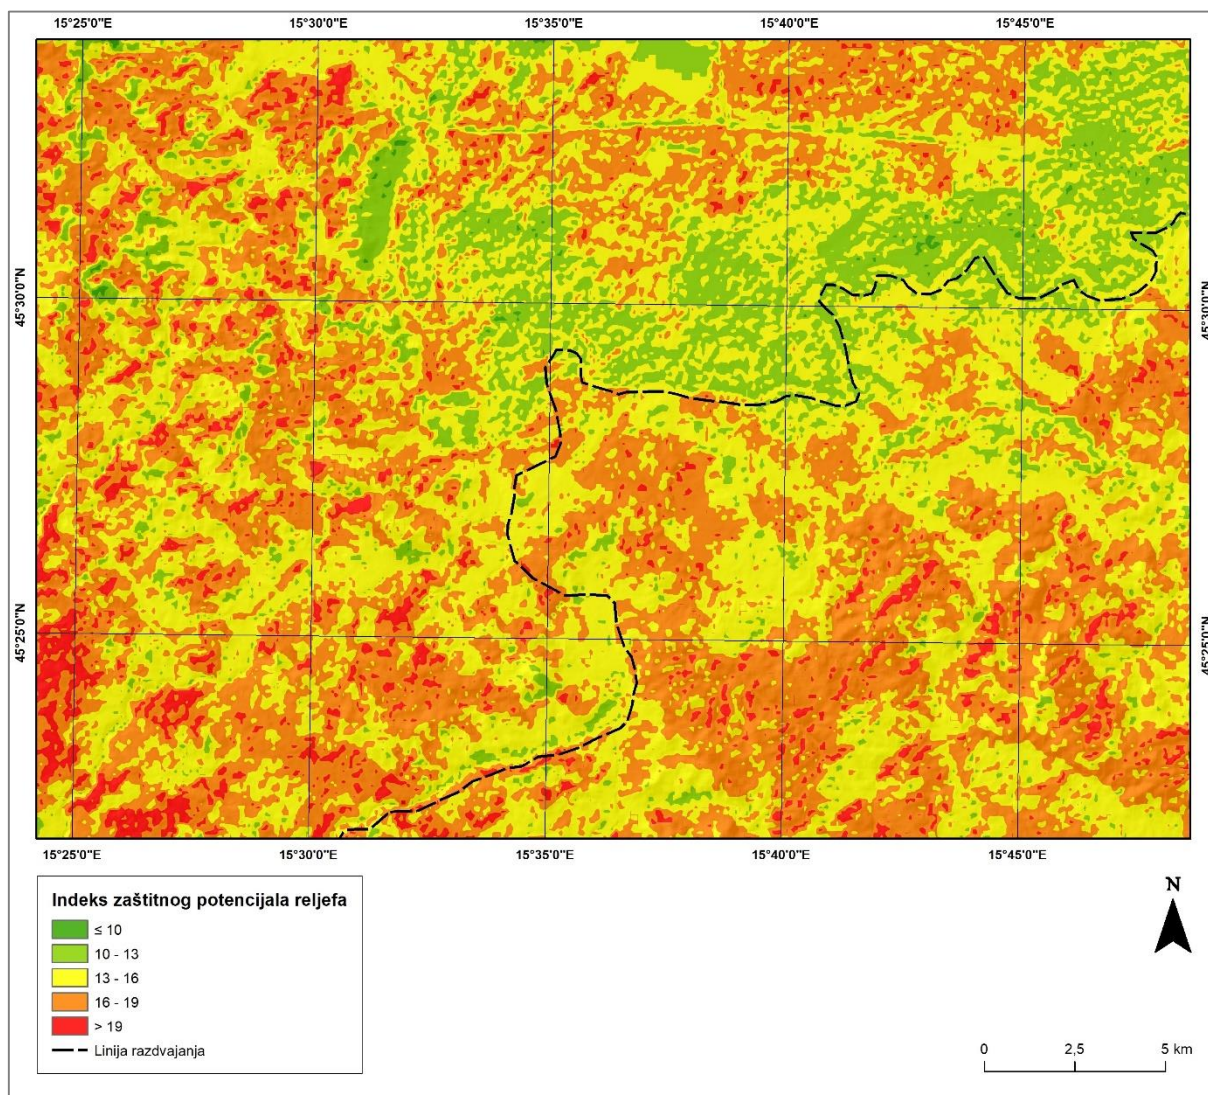 15°25'0"E 15°30'0"E 15°35'0"E 15°40'0"E 15°45'0"E
45°30'0"N 45°30'0"N
45°25'0"N 45°25'0"N
15°25'0"E 15°30'0"E 15°35'0"E 15°40'0"E 15°45'0"E
Indeks zaštitnog potencijala reljefa
≤ 10
10 - 13
13 - 16
16 - 19
> 19
Linija razdvajanja
N
0 2,5 5 km